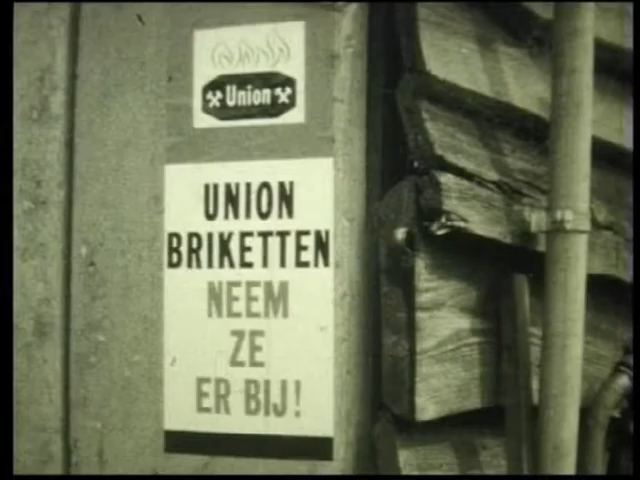 Union
UNION
BRIKETTEN
NEEM
ZE
ER BIJ!